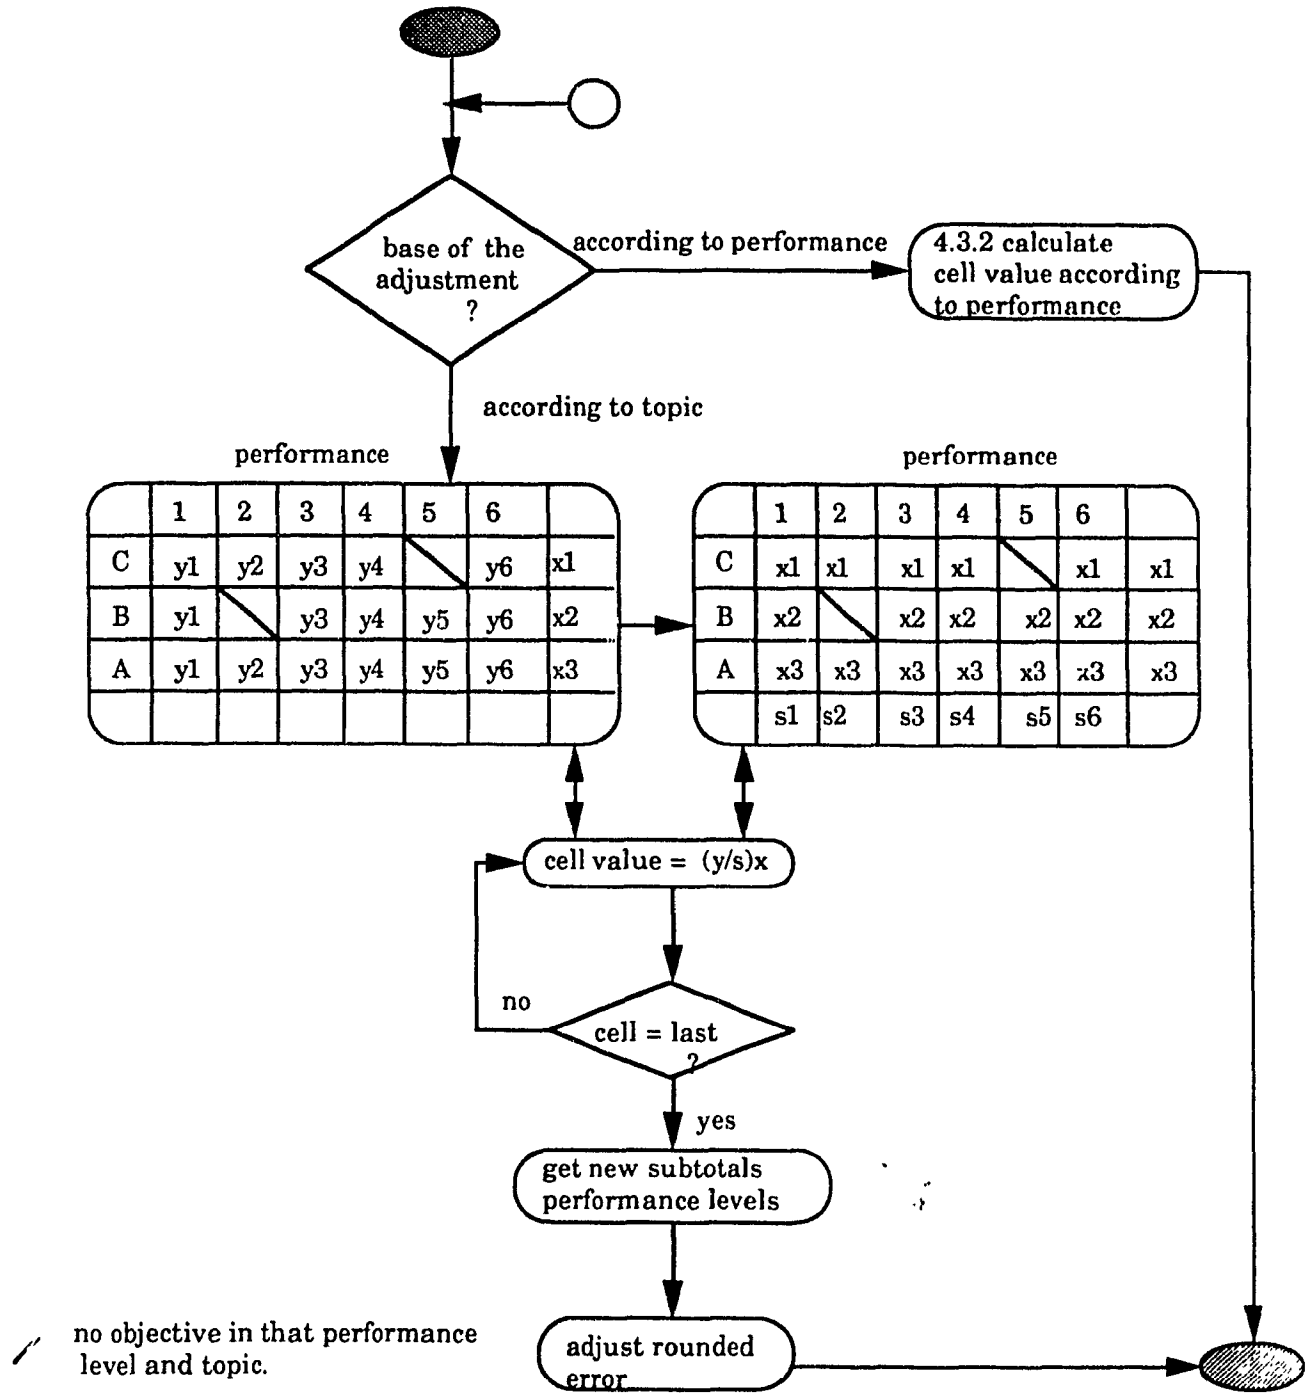 base of the
adjustment
?
according to performance
4.3.2 calculate
cell value according
to performance
according to topic
performance
1 2 3 4 5 6
C y1 y2 y3 y4 y6 x1
B y1 y3 y4 y5 y6 x2
A y1 y2 y3 y4 y5 y6 x3
performance
1 2 3 4 5 6
C x1 x1 x1 x1 x1 x1
B x2 x2 x2 x2 x2 x2
A x3 x3 x3 x3 x3 x3 x3
s1 s2 s3 s4 s5 s6
cell value = (y/s)x
no
cell = last
?
yes
get new subtotals
performance levels
adjust rounded
error
no objective in that performance
level and topic.